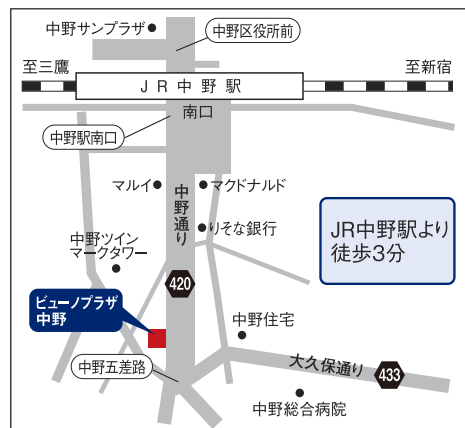 中野サンプラザ
中野区役所前
至三鷹
至新宿
JR中野駅
南口
中野駅南口
マルイ
中野通り
マクドナルド
りそな銀行
JR中野駅より
徒歩3分
中野ツイン
マークタワー
420
ビューノプラザ
中野
中野住宅
中野五差路
大久保通り
433
中野総合病院